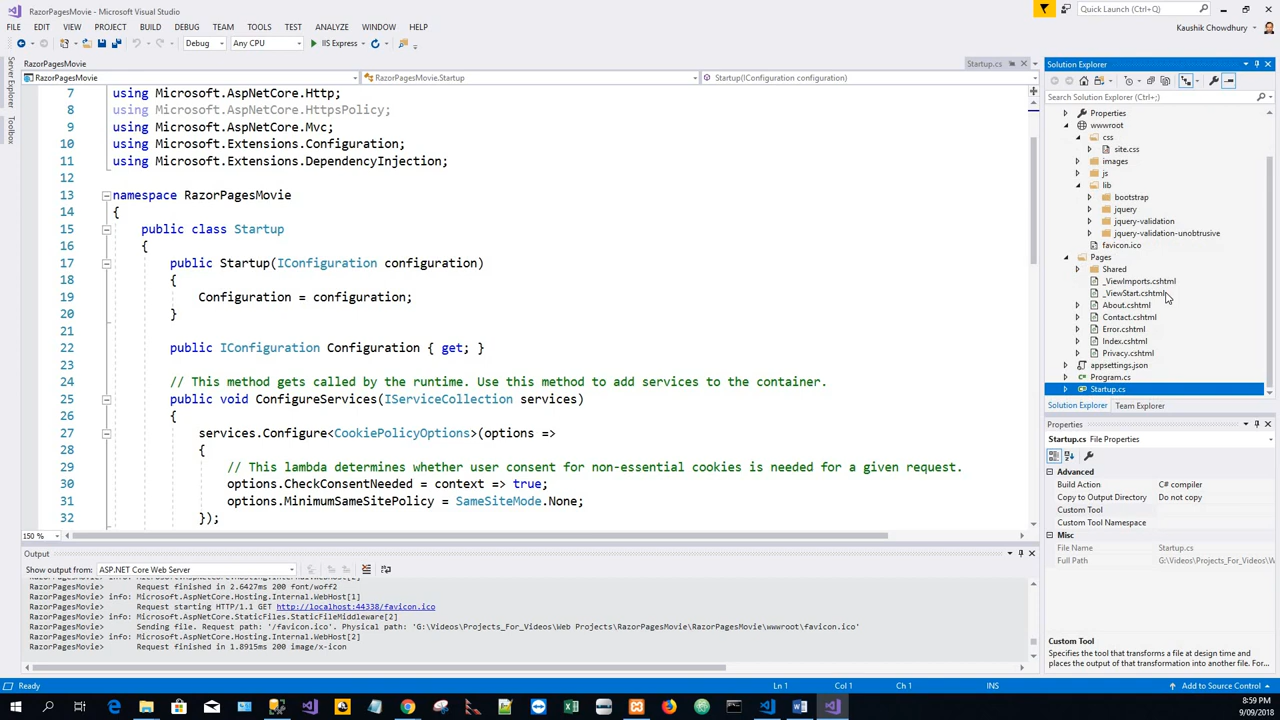 RazorPagesMovie - Microsoft Visual Studio
Quick Launch (Ctrl+Q)
FILE EDIT VIEW PROJECT BUILD DEBUG TEAM TOOLS TEST ANALYZE WINDOW HELP
Kaushik Chowdhury
Debug Any CPU IIS Express
Server Explorer
Toolbox
RazorPagesMovie
Startup.cs
RazorPagesMovie
RazorPagesMovie.Startup
Startup(IConfiguration configuration)
7 using Microsoft.AspNetCore.Http;
8 using Microsoft.AspNetCore.HttpsPolicy;
9 using Microsoft.AspNetCore.Mvc;
10 using Microsoft.Extensions.Configuration;
11 using Microsoft.Extensions.DependencyInjection;
12
13 namespace RazorPagesMovie
14 {
15 public class Startup
16 {
17 public Startup(IConfiguration configuration)
18 {
19 Configuration = configuration;
20 }
21
22 public IConfiguration Configuration { get; }
23
24 // This method gets called by the runtime. Use this method to add services to the container.
25 public void ConfigureServices(IServiceCollection services)
26 {
27 services.Configure<CookiePolicyOptions>(options =>
28 {
29 // This lambda determines whether user consent for non-essential cookies is needed for a given request.
30 options.CheckConsentNeeded = context => true;
31 options.MinimumSameSitePolicy = SameSiteMode.None;
32 });
150 %
Output
Show output from: ASP.NET Core Web Server
RazorPagesMovie> info: Microsoft.AspNetCore.Hosting.Internal.WebHost[2]
RazorPagesMovie> Request finished in 2.6427ms 200 font/woff2
RazorPagesMovie> info: Microsoft.AspNetCore.Hosting.Internal.WebHost[1]
RazorPagesMovie> Request starting HTTP/1.1 GET http://localhost:44338/favicon.ico
RazorPagesMovie> info: Microsoft.AspNetCore.StaticFiles.StaticFileMiddleware[2]
RazorPagesMovie> Sending file. Request path: '/favicon.ico'. Physical path: 'G:\Videos\Projects_For_Videos\Web Projects\RazorPagesMovie\RazorPagesMovie\wwwroot\favicon.ico'
RazorPagesMovie> info: Microsoft.AspNetCore.Hosting.Internal.WebHost[2]
RazorPagesMovie> Request finished in 1.8915ms 200 image/x-icon
Solution Explorer
Search Solution Explorer (Ctrl+;)
Properties
wwwroot
css
site.css
images
js
lib
bootstrap
jquery
jquery-validation
jquery-validation-unobtrusive
favicon.ico
Pages
Shared
_ViewImports.cshtml
_ViewStart.cshtml
About.cshtml
Contact.cshtml
Error.cshtml
Index.cshtml
Privacy.cshtml
appsettings.json
Program.cs
Startup.cs
Solution Explorer Team Explorer
Properties
Startup.cs File Properties
Advanced
Build Action C# compiler
Copy to Output Directory Do not copy
Custom Tool
Custom Tool Namespace
Misc
File Name Startup.cs
Full Path G:\Videos\Projects_For_Videos\W
Custom Tool
Specifies the tool that transforms a file at design time and
places the output of that transformation into another file. For...
Ready Ln 1 Col 1 Ch 1 INS Add to Source Control
8:59 PM
9/09/2018